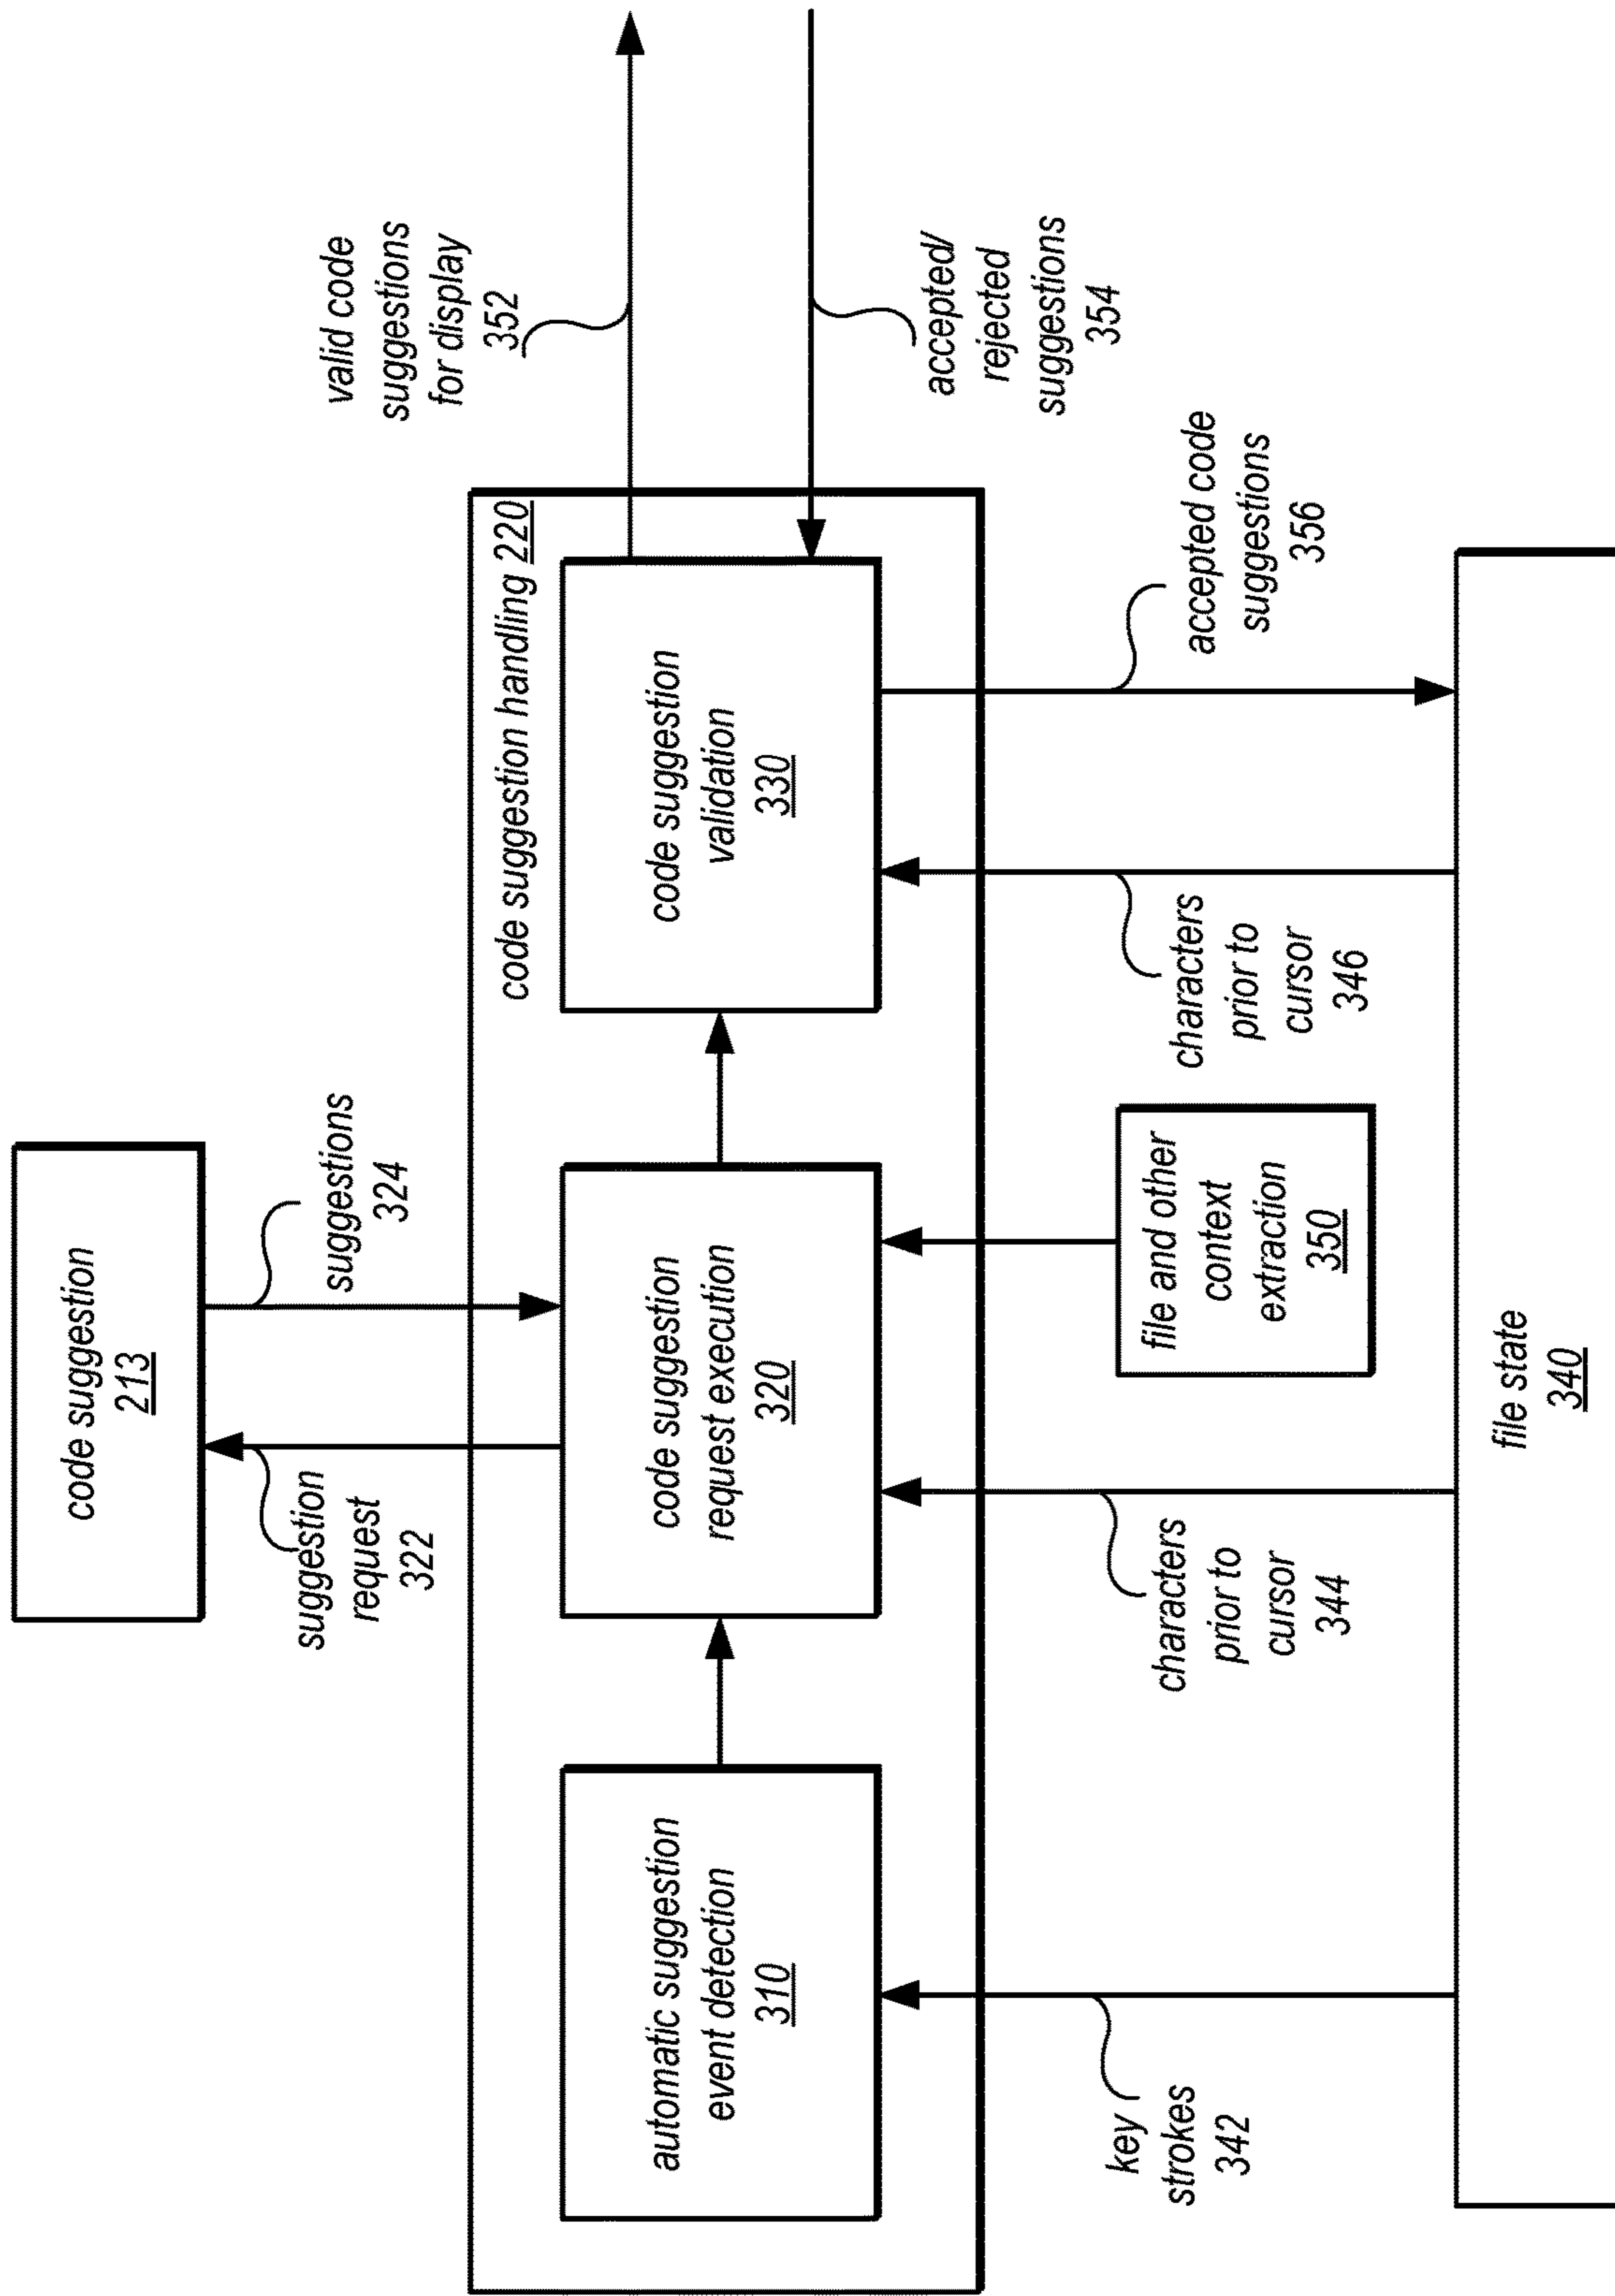 code suggestion
213
suggestion
request
322
suggestions
324
valid code
suggestions
for display
352
code suggestion handling 220
automatic suggestion
event detection
310
code suggestion
request execution
320
code suggestion
validation
330
accepted/
rejected
suggestions
354
key
strokes
342
characters
prior to
cursor
344
file and other
context
extraction
350
characters
prior to
cursor
346
accepted code
suggestions
356
file state
340